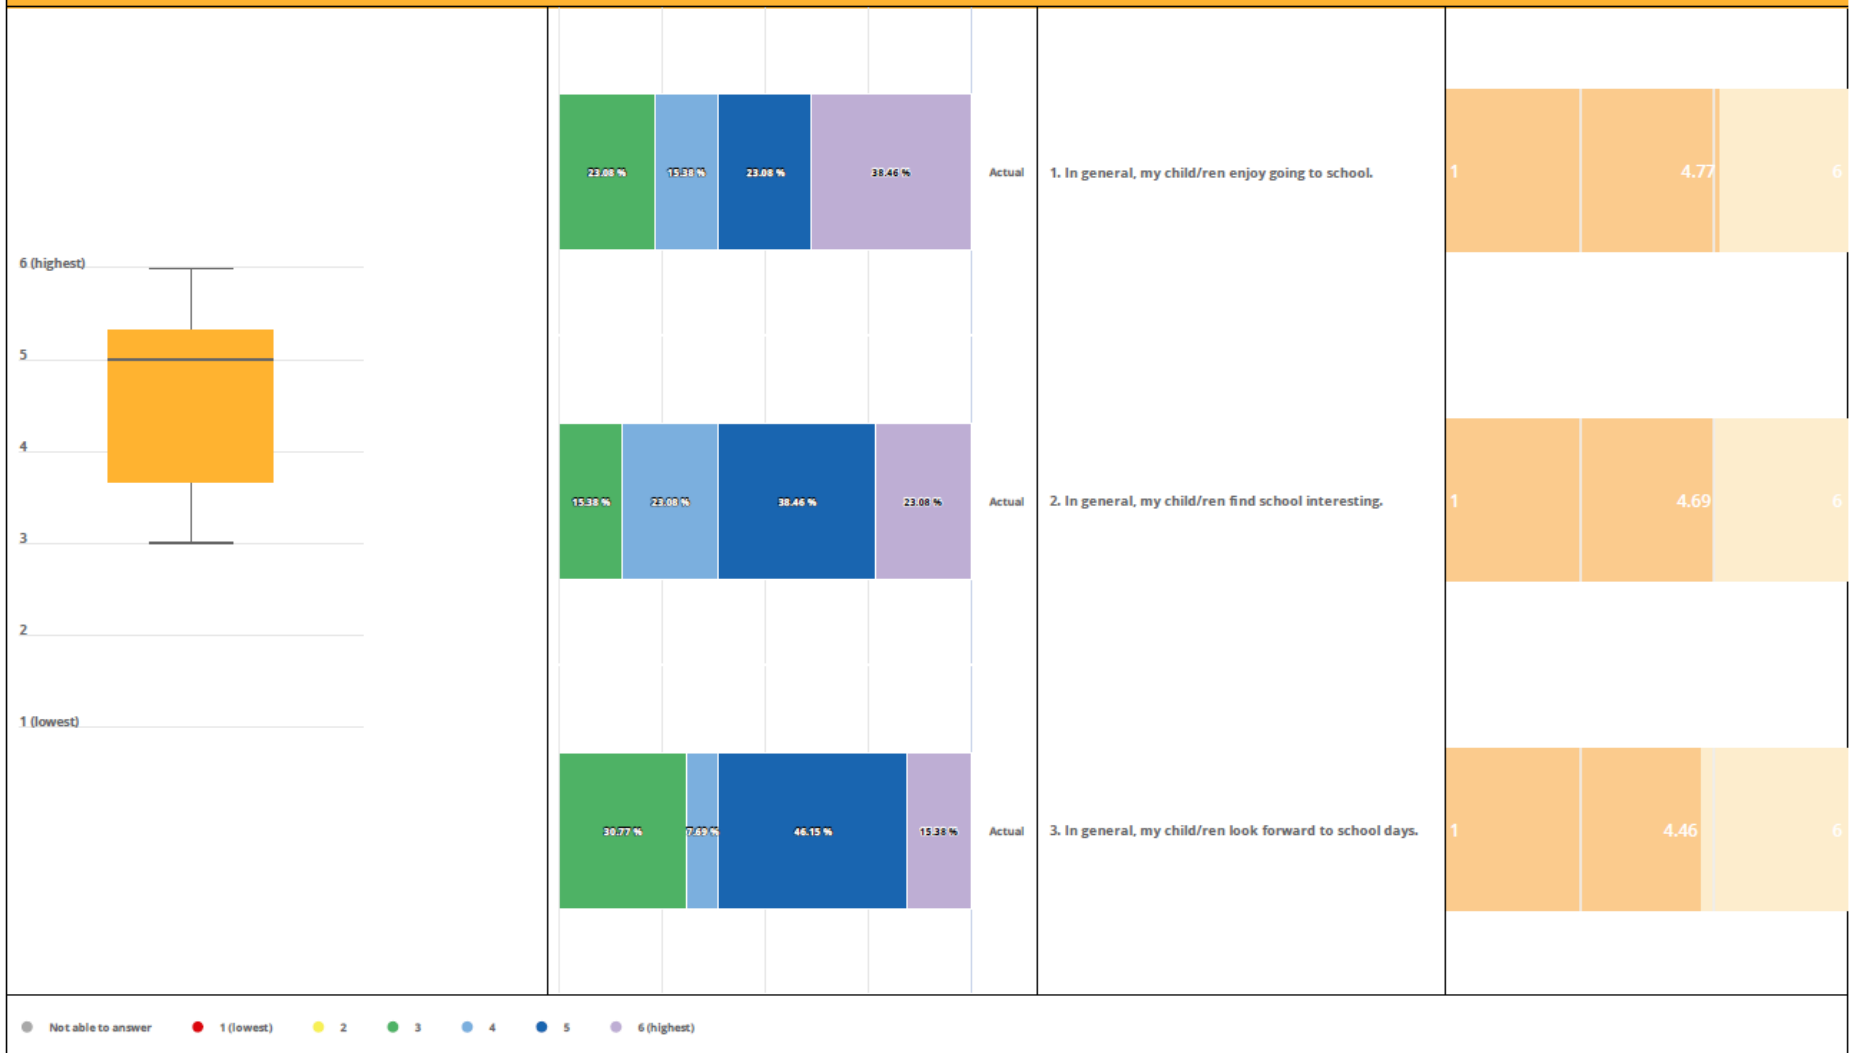 6 (highest)
5
4
3
2
1 (lowest)
23.08 % 15.38 % 23.08 % 38.46 % Actual 1. In general, my child/ren enjoy going to school. 1 4.77 6
15.38 % 23.08 % 38.46 % 23.08 % Actual 2. In general, my child/ren find school interesting. 1 4.69 6
30.77 % 7.69 % 46.15 % 15.38 % Actual 3. In general, my child/ren look forward to school days. 1 4.46 6
Not able to answer 1 (lowest) 2 3 4 5 6 (highest)